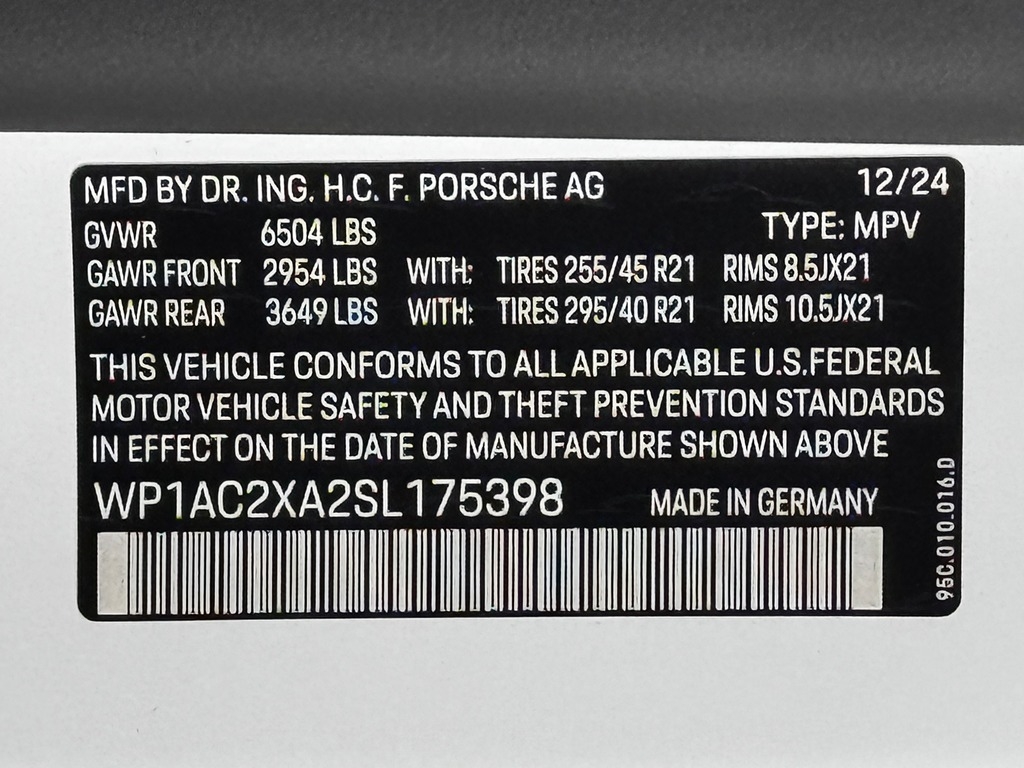 MFD BY DR. ING. H.C. F. PORSCHE AG 12/24
GVWR 6504 LBS TYPE: MPV
GAWR FRONT 2954 LBS WITH: TIRES 255/45 R21 RIMS 8.5JX21
GAWR REAR 3649 LBS WITH: TIRES 295/40 R21 RIMS 10.5JX21
THIS VEHICLE CONFORMS TO ALL APPLICABLE U.S.FEDERAL
MOTOR VEHICLE SAFETY AND THEFT PREVENTION STANDARDS
IN EFFECT ON THE DATE OF MANUFACTURE SHOWN ABOVE
WP1AC2XA2SL175398 MADE IN GERMANY
95C.010.016.D